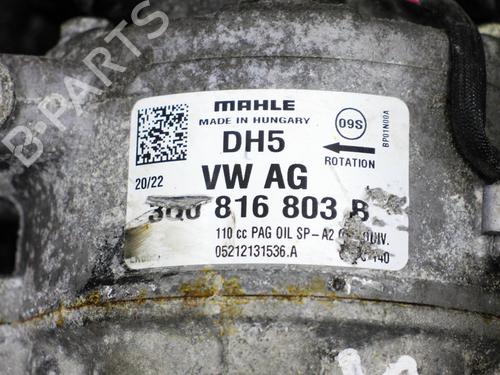 B-PARTS
MAHLE
MADE IN HUNGARY
09S
BP01N00A
DH5
ROTATION
20/22
VW AG
816 803 B
110 cc PAG OIL SP-A2
05212131536.A